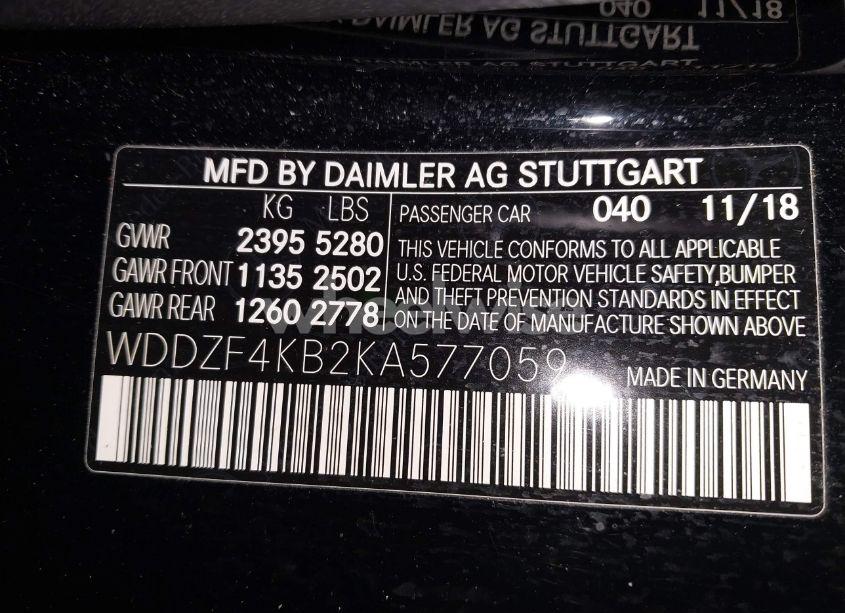 MFD BY DAIMLER AG STUTTGART
KG LBS
GVWR 2395 5280
GAWR FRONT 1135 2502
GAWR REAR 1260 2778
PASSENGER CAR 040 11/18
THIS VEHICLE CONFORMS TO ALL APPLICABLE
U.S. FEDERAL MOTOR VEHICLE SAFETY,BUMPER
AND THEFT PREVENTION STANDARDS IN EFFECT
ON THE DATE OF MANUFACTURE SHOWN ABOVE
WDDZF4KB2KA577059
MADE IN GERMANY